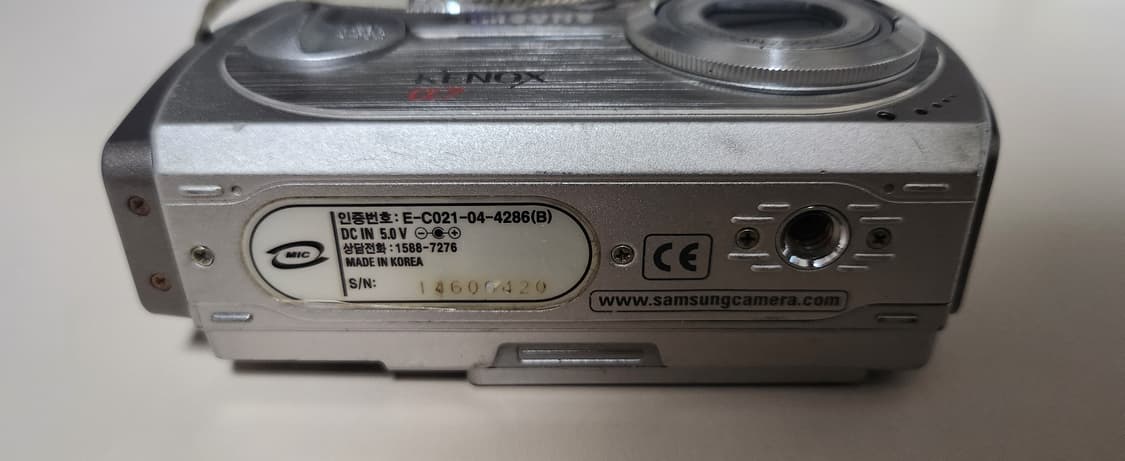 KENOX
MIC
인증번호: E-C021-04-4286(B)
DC IN 5.0 V
상담전화 : 1588-7276
MADE IN KOREA
S/N: 14606420
CE
www.samsungcamera.com